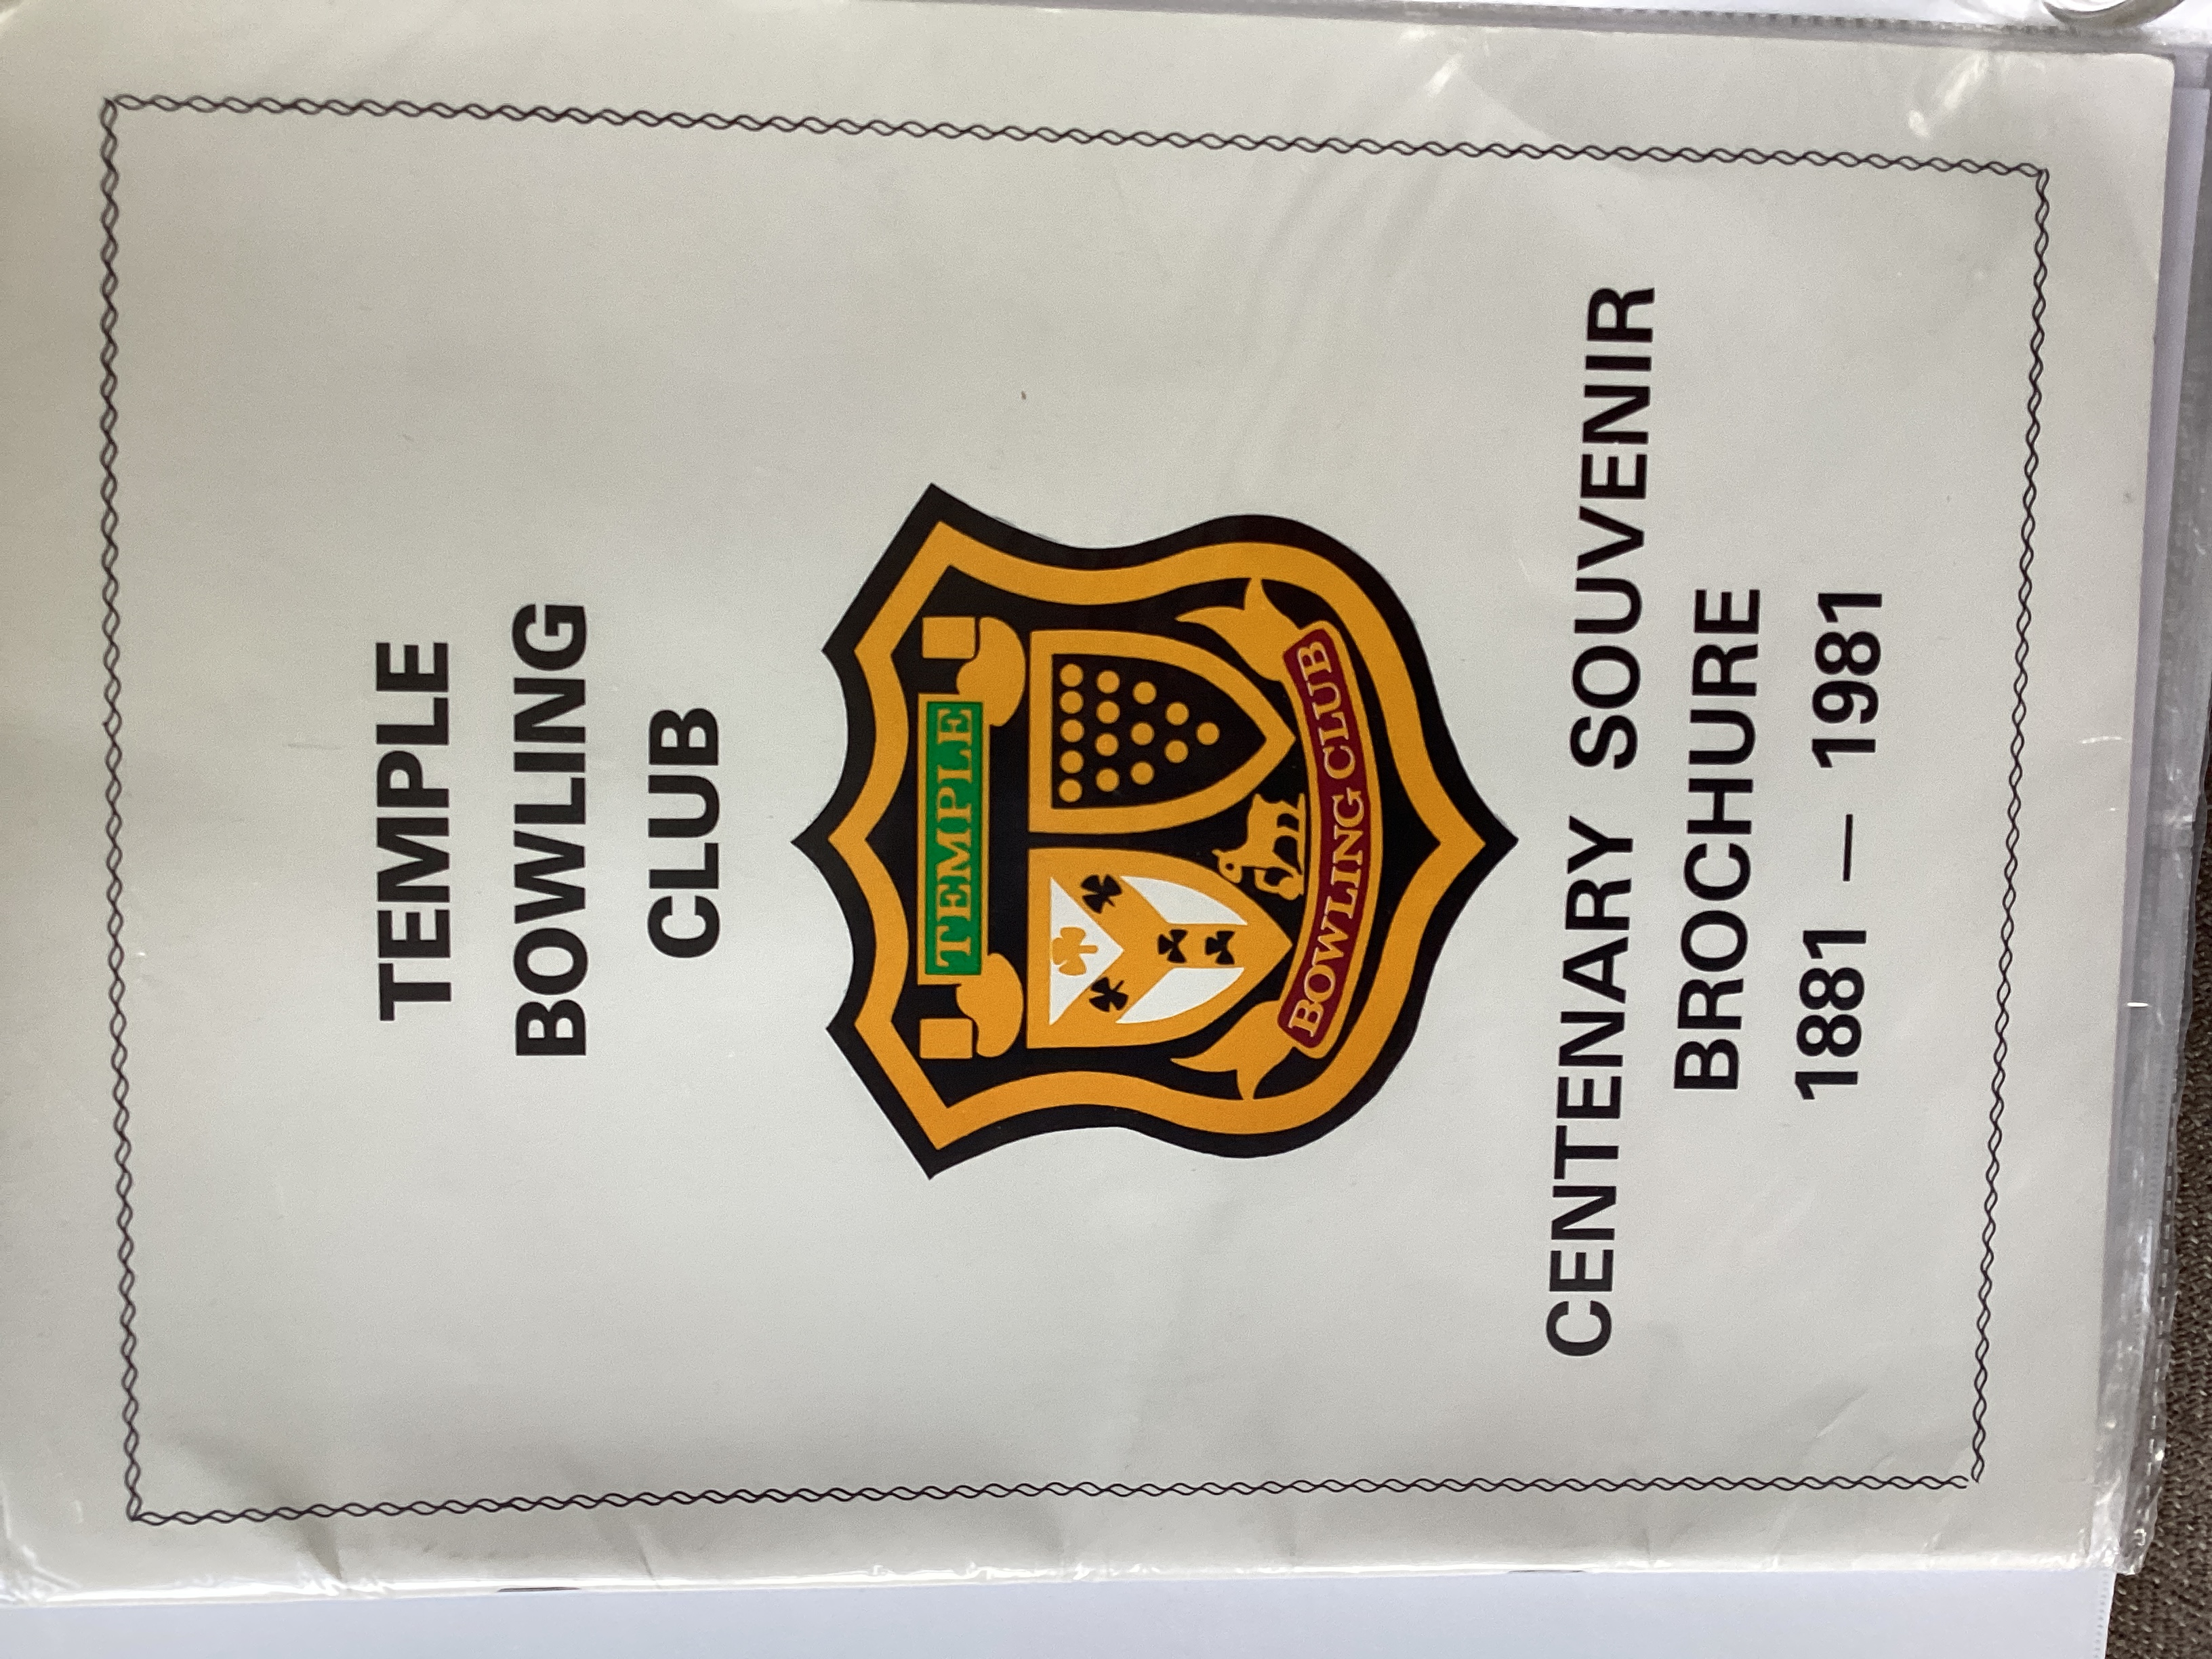 TEMPLE
BOWLING
CLUB
TEMPLE
BOWLING CLUB
CENTENARY SOUVENIR
BROCHURE
1881 — 1981